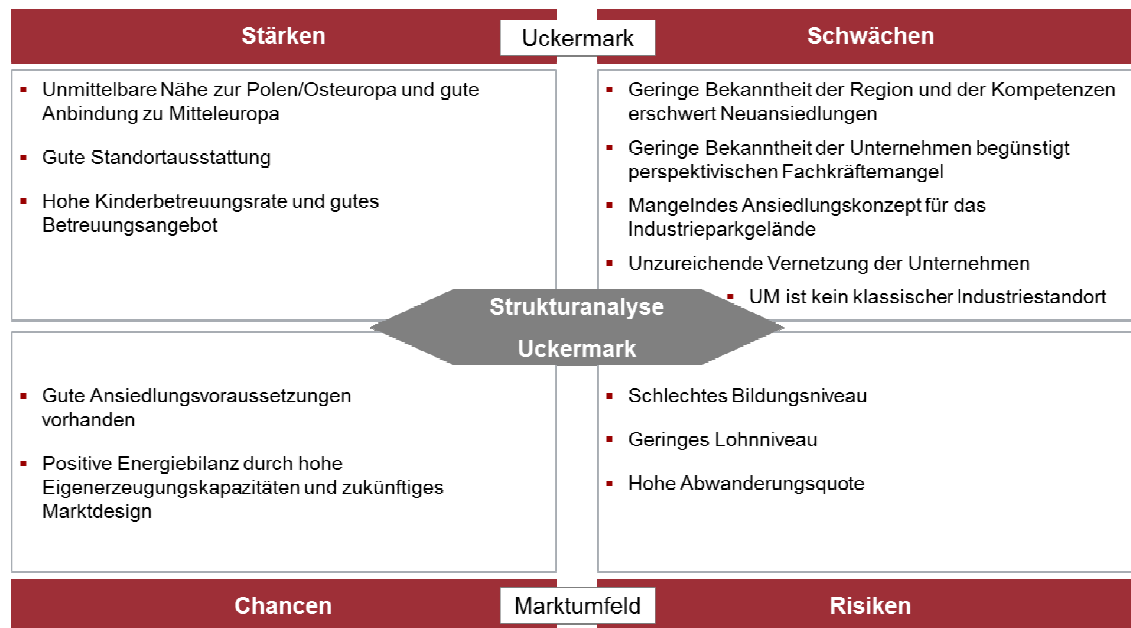 Stärken
Uckermark
Schwächen
▪ Unmittelbare Nähe zur Polen/Osteuropa und gute
Anbindung zu Mitteleuropa
▪ Gute Standortausstattung
▪ Hohe Kinderbetreuungsrate und gutes
Betreuungsangebot
▪ Geringe Bekanntheit der Region und der Kompetenzen
erschwert Neuansiedlungen
▪ Geringe Bekanntheit der Unternehmen begünstigt
perspektivischen Fachkräftemangel
▪ Mangelndes Ansiedlungskonzept für das
Industrieparkgelände
▪ Unzureichende Vernetzung der Unternehmen
▪ UM ist kein klassischer Industriestandort
Strukturanalyse
Uckermark
▪ Gute Ansiedlungsvoraussetzungen
vorhanden
▪ Positive Energiebilanz durch hohe
Eigenerzeugungskapazitäten und zukünftiges
Marktdesign
▪ Schlechtes Bildungsniveau
▪ Geringes Lohnniveau
▪ Hohe Abwanderungsquote
Chancen
Marktumfeld
Risiken